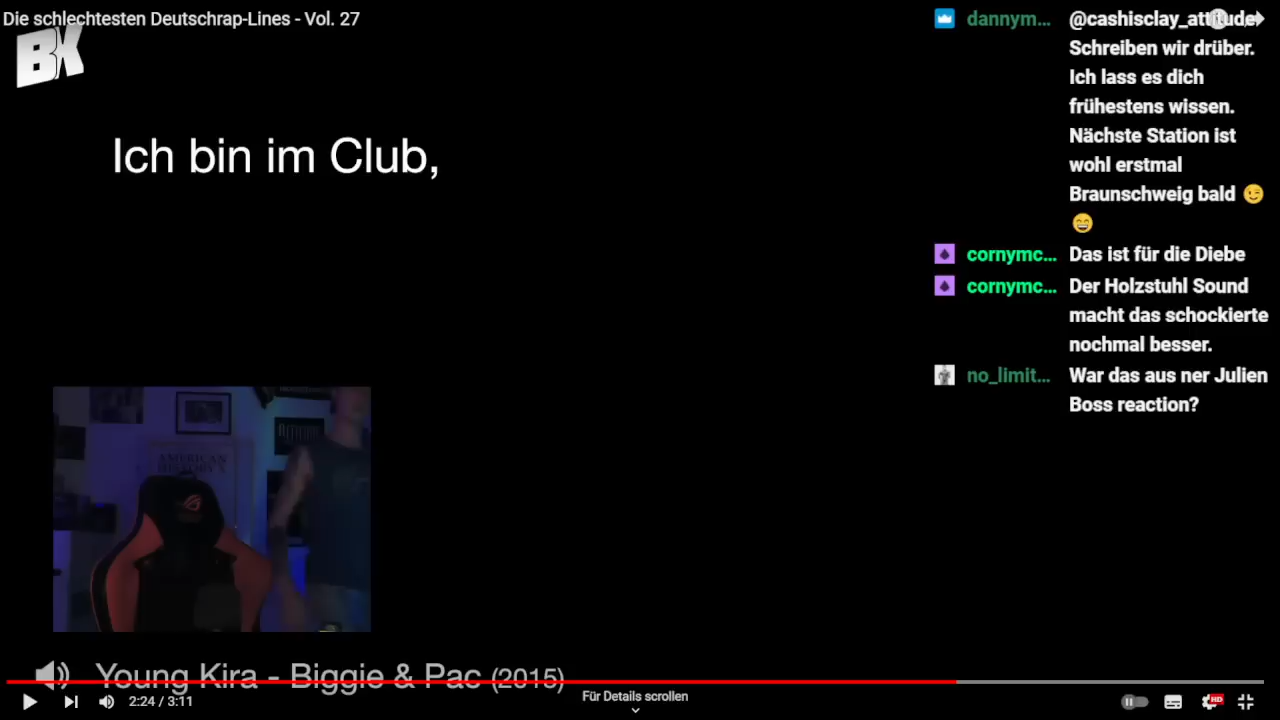 Die schlechtesten Deutschrap-Lines - Vol. 27
BK
Ich bin im Club,
dannym... @cashisclay_attitude
Schreiben wir drüber.
Ich lass es dich
frühestens wissen.
Nächste Station ist
wohl erstmal
Braunschweig bald 😉
😄
cornymc... Das ist für die Diebe
cornymc... Der Holzstuhl Sound
macht das schockierte
nochmal besser.
no_limit... War das aus ner Julien
Boss reaction?
AMERICAN
HISTORY X
Young Kira - Biggie & Pac (2015)
2:24 / 3:11
Für Details scrollen
HD